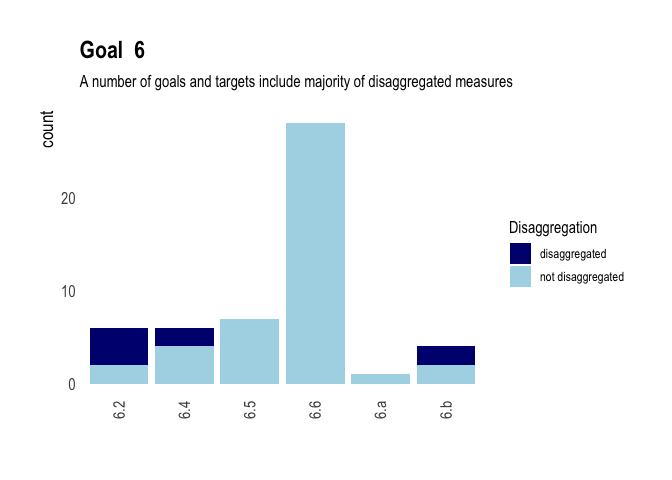 Goal  6
A number of goals and targets include majority of disaggregated measures
count
20
10
0
6.2
6.4
6.5
6.6
6.a
6.b
Disaggregation
disaggregated
not disaggregated